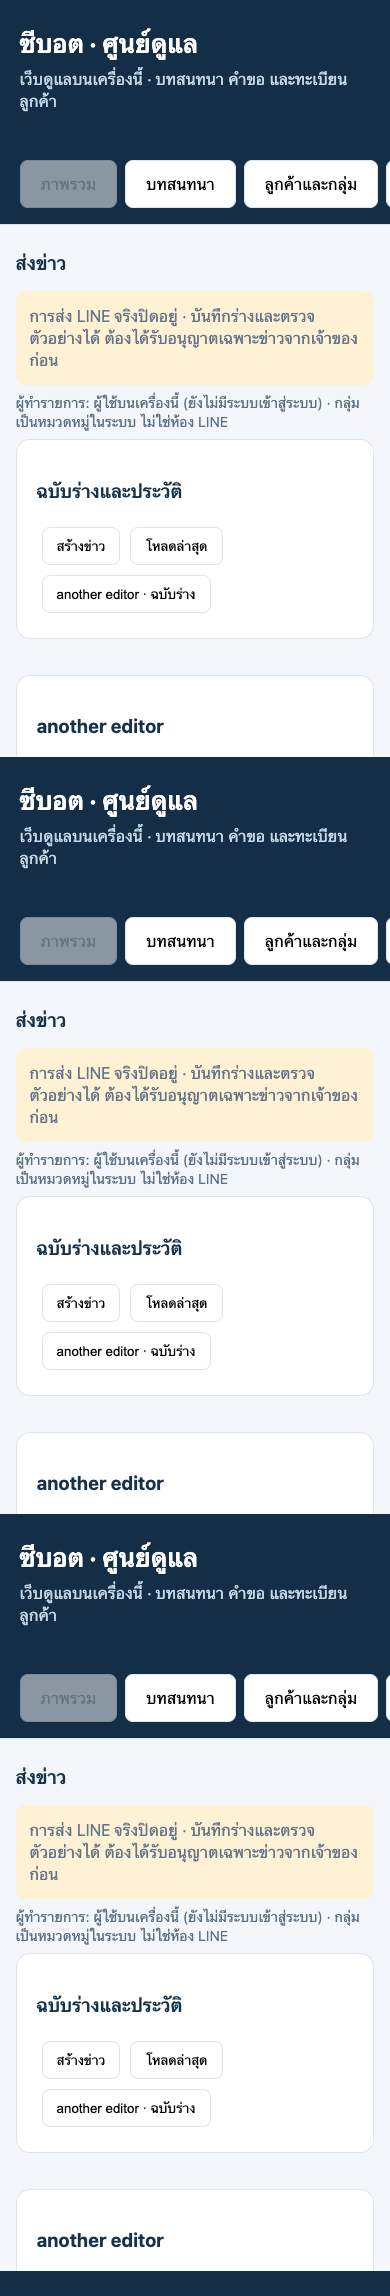 ซีบอต · ศูนย์ดูแล
เว็บดูแลบนเครื่องนี้ · บทสนทนา คำขอ และทะเบียน
ลูกค้า
ภาพรวม
บทสนทนา
ลูกค้าและกลุ่ม
ส่งข่าว
การส่ง LINE จริงปิดอยู่ · บันทึกร่างและตรวจ
ตัวอย่างได้ ต้องได้รับอนุญาตเฉพาะข่าวจากเจ้าของ
ก่อน
ผู้ทำรายการ: ผู้ใช้บนเครื่องนี้ (ยังไม่มีระบบเข้าสู่ระบบ) · กลุ่ม
เป็นหมวดหมู่ในระบบ ไม่ใช่ห้อง LINE
ฉบับร่างและประวัติ
สร้างข่าว
โหลดล่าสุด
another editor · ฉบับร่าง
another editor
ซีบอต · ศูนย์ดูแล
เว็บดูแลบนเครื่องนี้ · บทสนทนา คำขอ และทะเบียน
ลูกค้า
ภาพรวม
บทสนทนา
ลูกค้าและกลุ่ม
ส่งข่าว
การส่ง LINE จริงปิดอยู่ · บันทึกร่างและตรวจ
ตัวอย่างได้ ต้องได้รับอนุญาตเฉพาะข่าวจากเจ้าของ
ก่อน
ผู้ทำรายการ: ผู้ใช้บนเครื่องนี้ (ยังไม่มีระบบเข้าสู่ระบบ) · กลุ่ม
เป็นหมวดหมู่ในระบบ ไม่ใช่ห้อง LINE
ฉบับร่างและประวัติ
สร้างข่าว
โหลดล่าสุด
another editor · ฉบับร่าง
another editor
ซีบอต · ศูนย์ดูแล
เว็บดูแลบนเครื่องนี้ · บทสนทนา คำขอ และทะเบียน
ลูกค้า
ภาพรวม
บทสนทนา
ลูกค้าและกลุ่ม
ส่งข่าว
การส่ง LINE จริงปิดอยู่ · บันทึกร่างและตรวจ
ตัวอย่างได้ ต้องได้รับอนุญาตเฉพาะข่าวจากเจ้าของ
ก่อน
ผู้ทำรายการ: ผู้ใช้บนเครื่องนี้ (ยังไม่มีระบบเข้าสู่ระบบ) · กลุ่ม
เป็นหมวดหมู่ในระบบ ไม่ใช่ห้อง LINE
ฉบับร่างและประวัติ
สร้างข่าว
โหลดล่าสุด
another editor · ฉบับร่าง
another editor